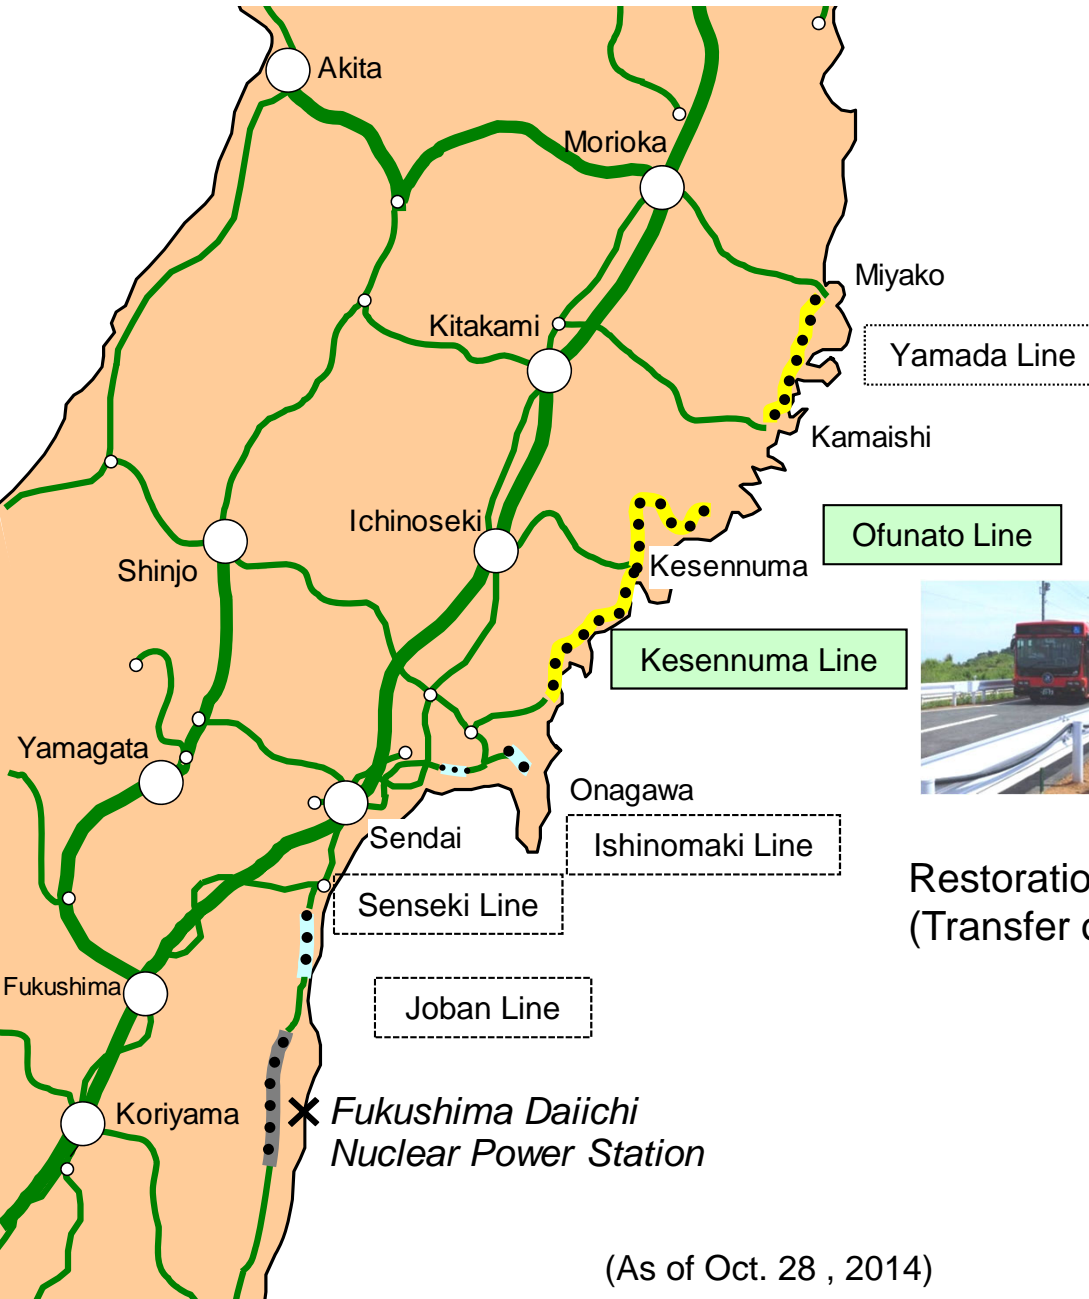 Akita
Morioka
Miyako
Kitakami
Yamada Line
Kamaishi
Ichinoseki
Ofunato Line
Shinjo
Kesennuma
Kesennuma Line
Yamagata
Onagawa
Sendai
Ishinomaki Line
Senseki Line
Restoratio
(Transfer
Fukushima
Joban Line
Koriyama
Fukushima Daiichi
Nuclear Power Station
(As of Oct. 28 , 2014)